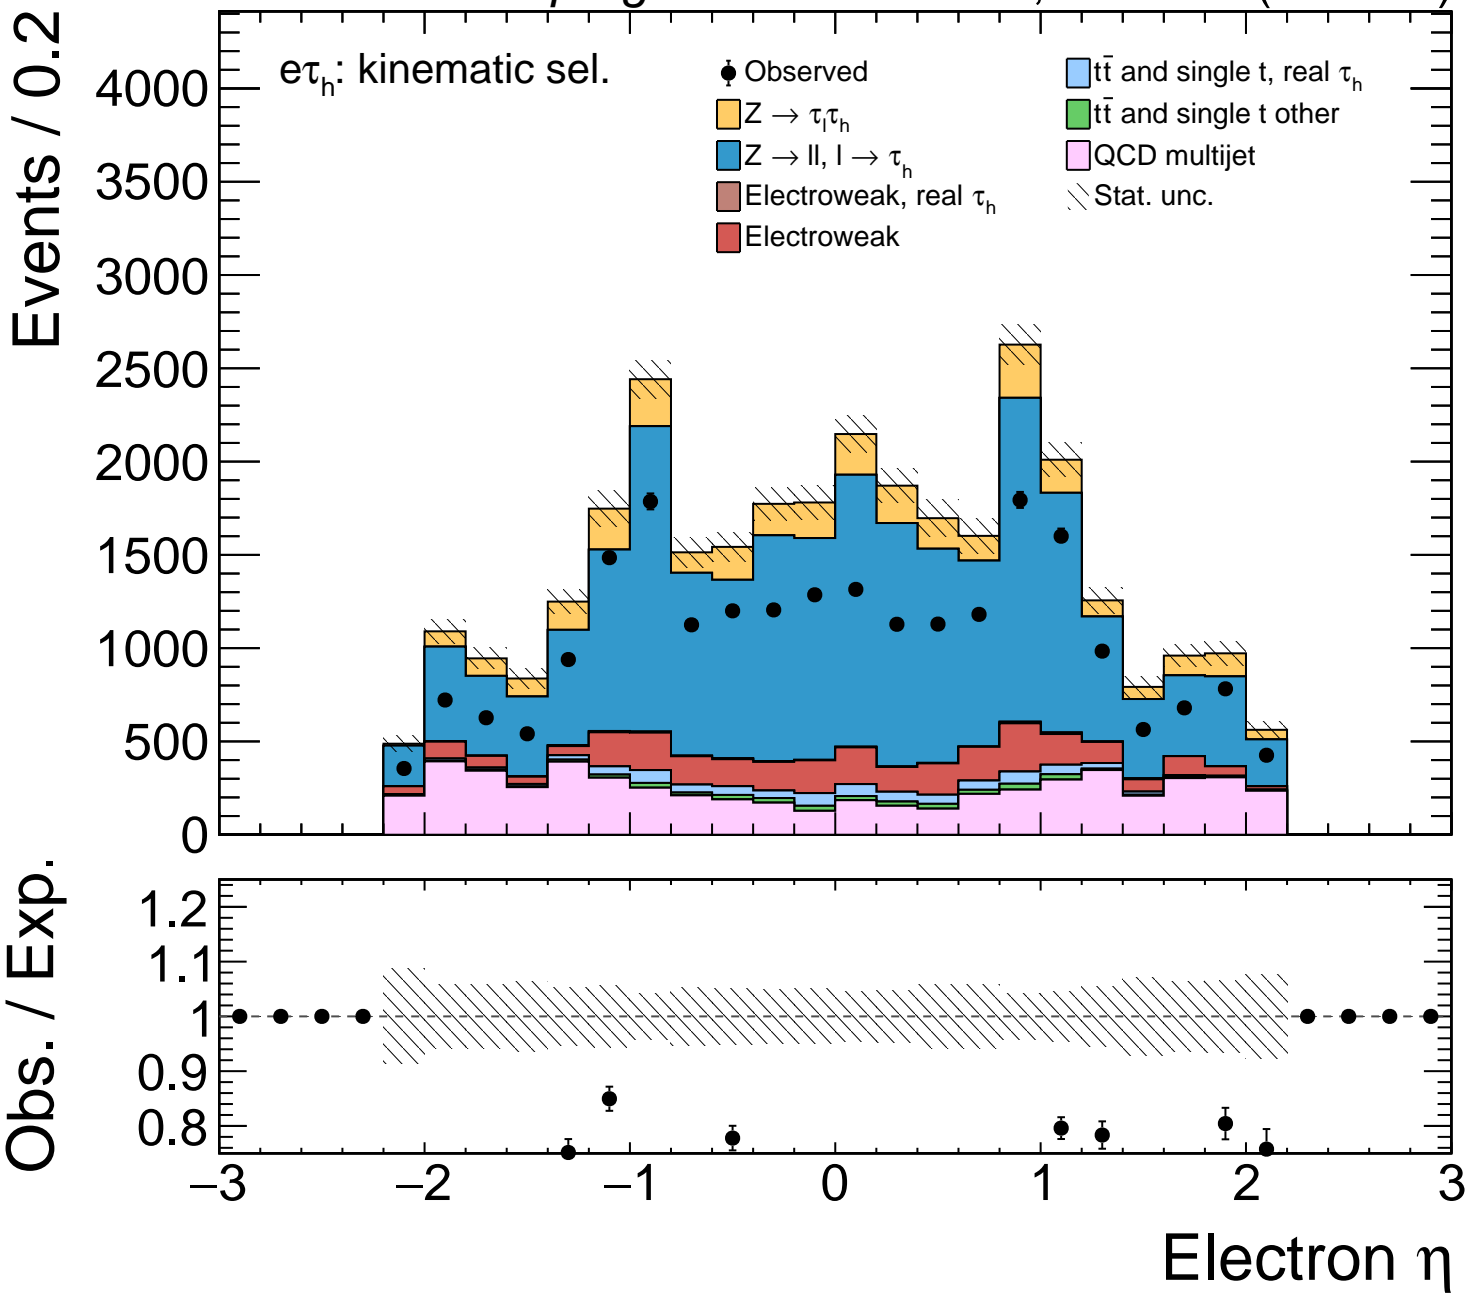 Events / 0.2
eτh: kinematic sel.
Observed
Z → τlτh
Z → ll, l → τh
Electroweak, real τh
Electroweak
tt̄ and single t, real τh
tt̄ and single t other
QCD multijet
Stat. unc.
4000
3500
3000
2500
2000
1500
1000
500
0
Obs. / Exp.
1.2
1.1
1
0.9
0.8
−3
−2
−1
0
1
2
3
Electron η